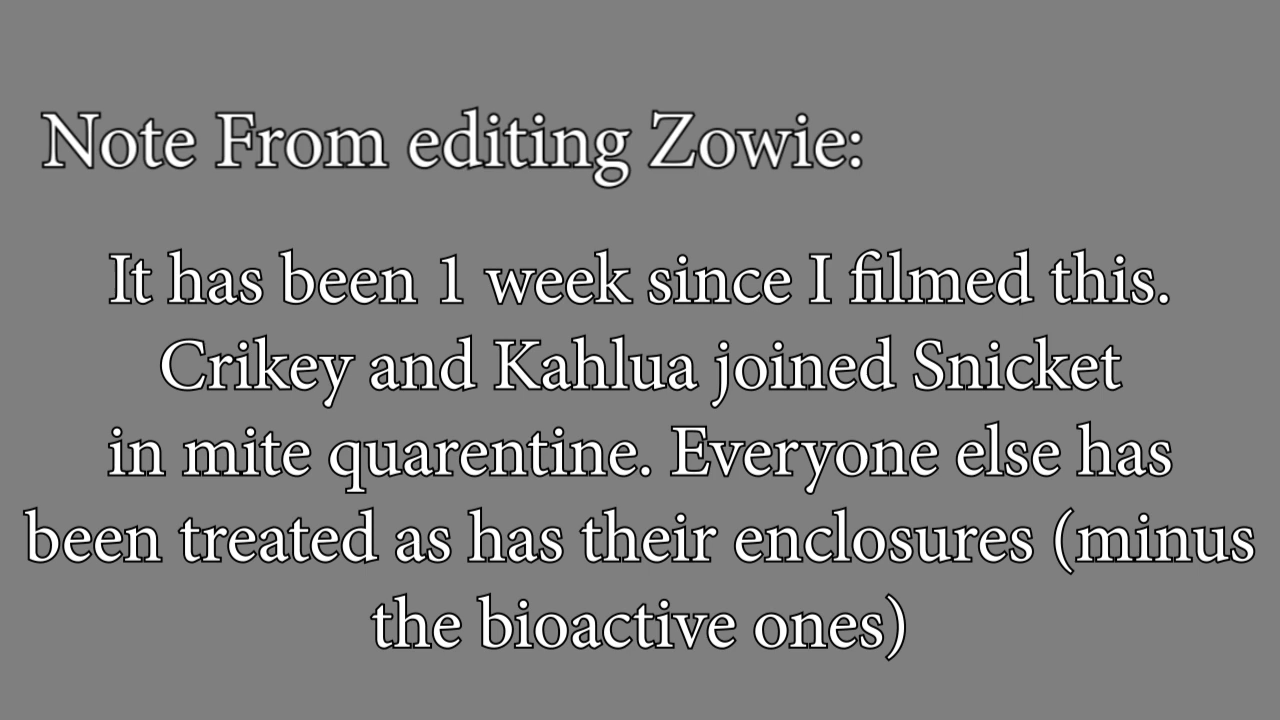 Note From editing Zowie:
It has been 1 week since I filmed this.
Crikey and Kahlua joined Snicket
in mite quarentine. Everyone else has
been treated as has their enclosures (minus
the bioactive ones)